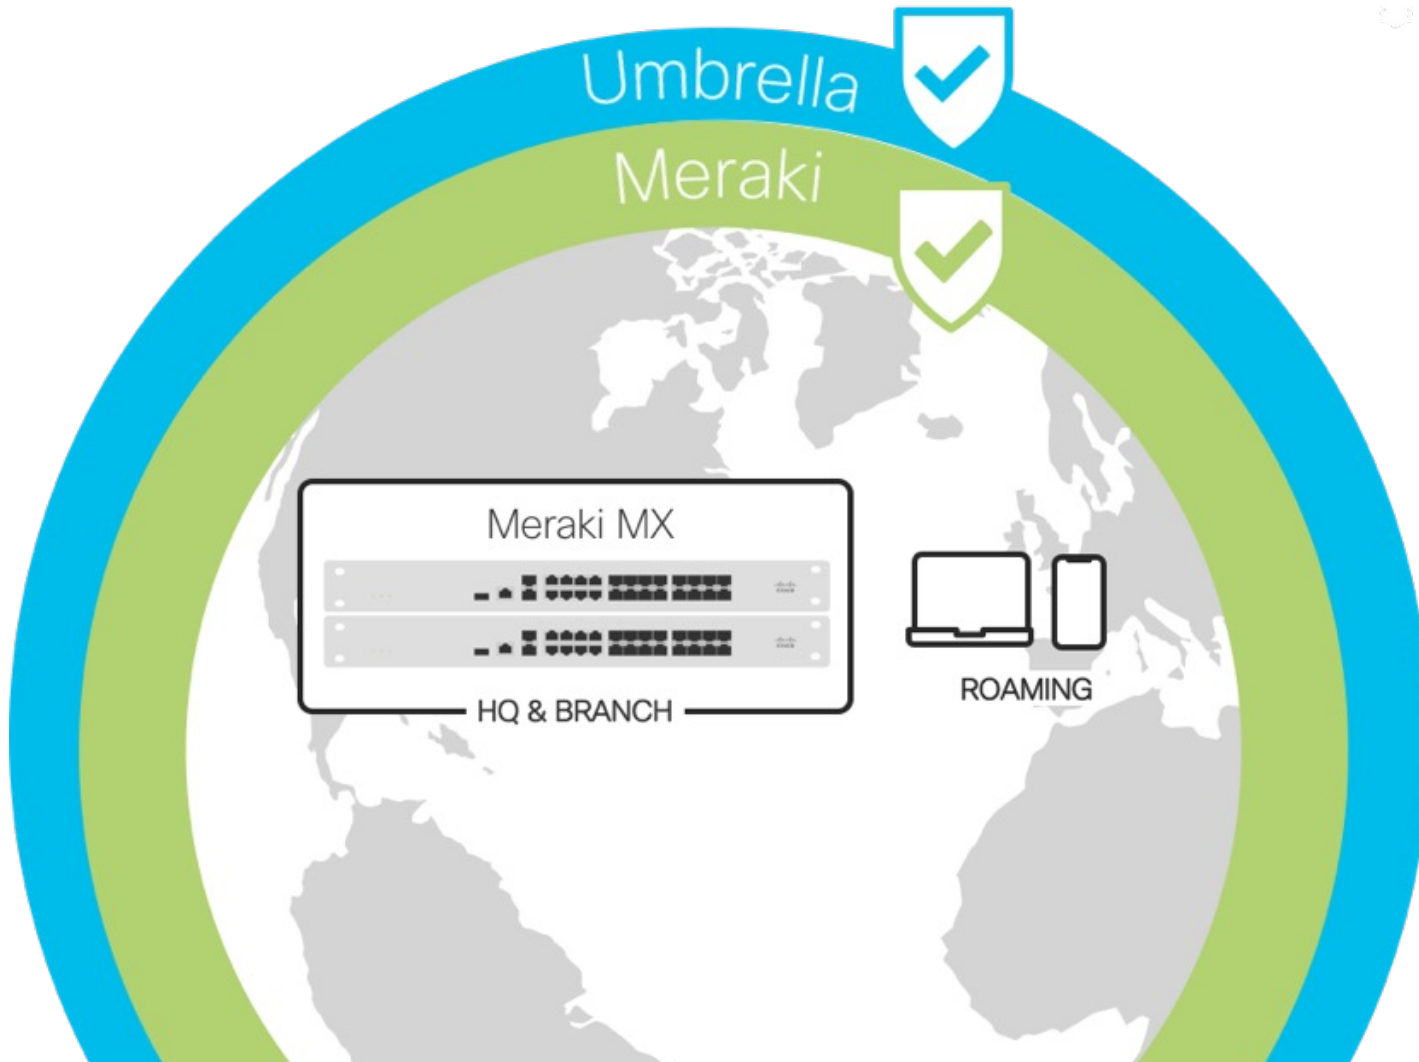 Umbrella
Meraki
Meraki MX
HQ & BRANCH
ROAMING